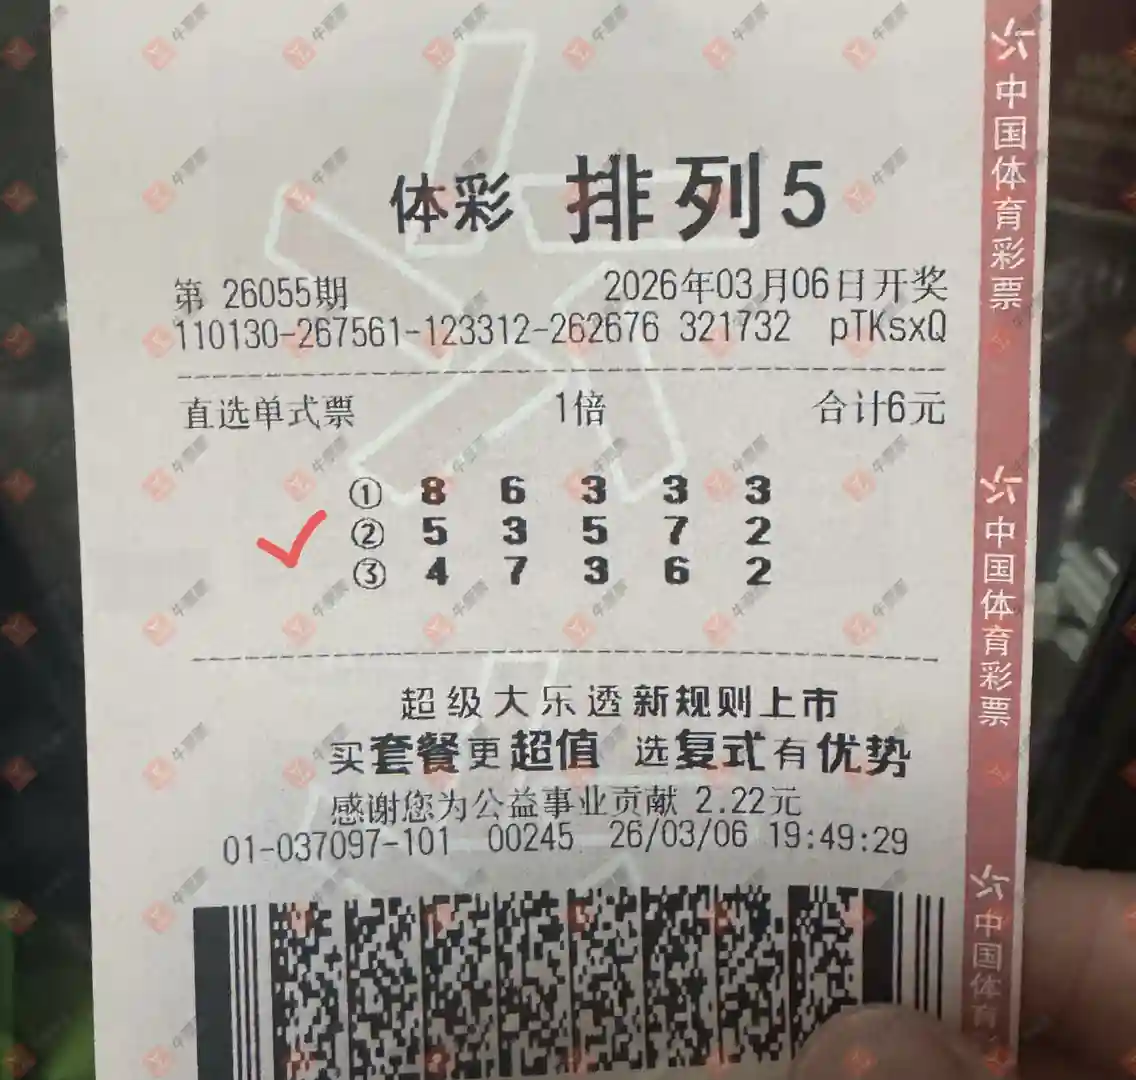 体彩 排列5
第 26055期 2026年03月06日开奖
110130-267561-123312-262676 321732 pTKsxQ
直选单式票 1倍 合计6元
① 8 6 3 3 3
② 5 3 5 7 2
③ 4 7 3 6 2
超级大乐透新规则上市
买套餐更超值 选复式有优势
感谢您为公益事业贡献 2.22元
01-037097-101 00245 26/03/06 19:49:29
中国体育彩票
中国体育彩票
中国体育